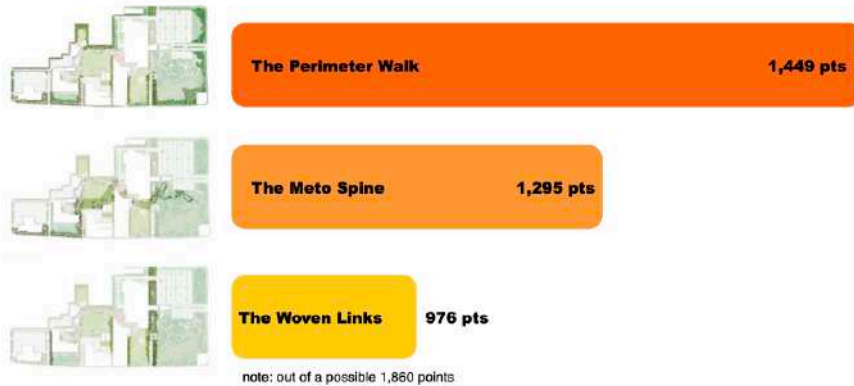 The Perimeter Walk 1,449 pts
The Meto Spine 1,295 pts
The Woven Links 976 pts
note: out of a possible 1,860 points